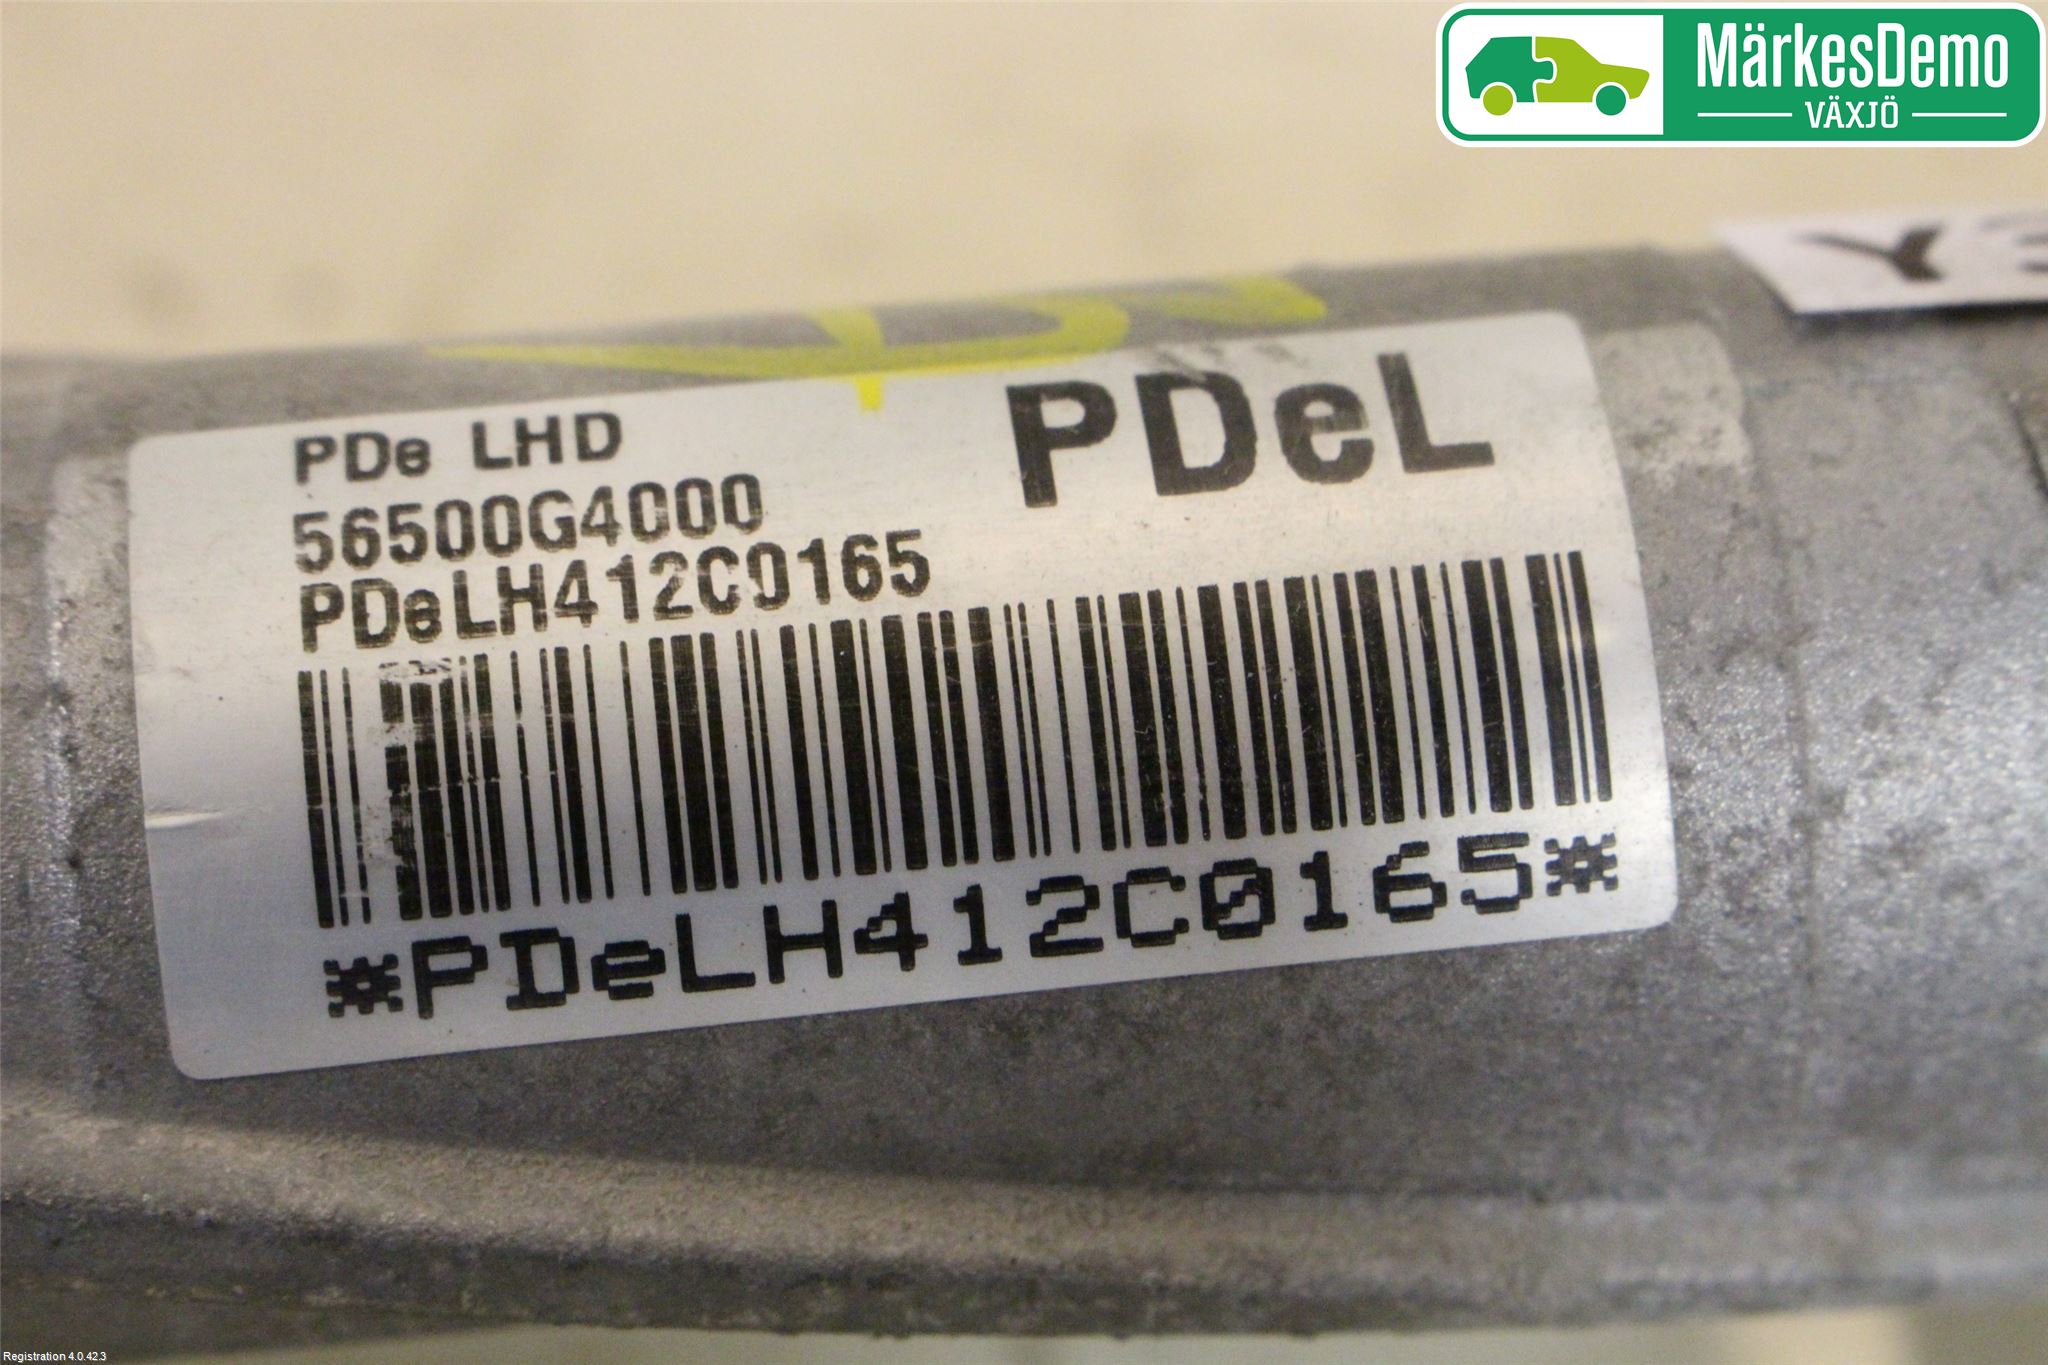 MärkesDemo
VÄXJÖ
Y
PDe LHD
PDeL
56500G4000
PDeLH412C0165
*PDeLH412C0165*
Registration 4.0.42.3